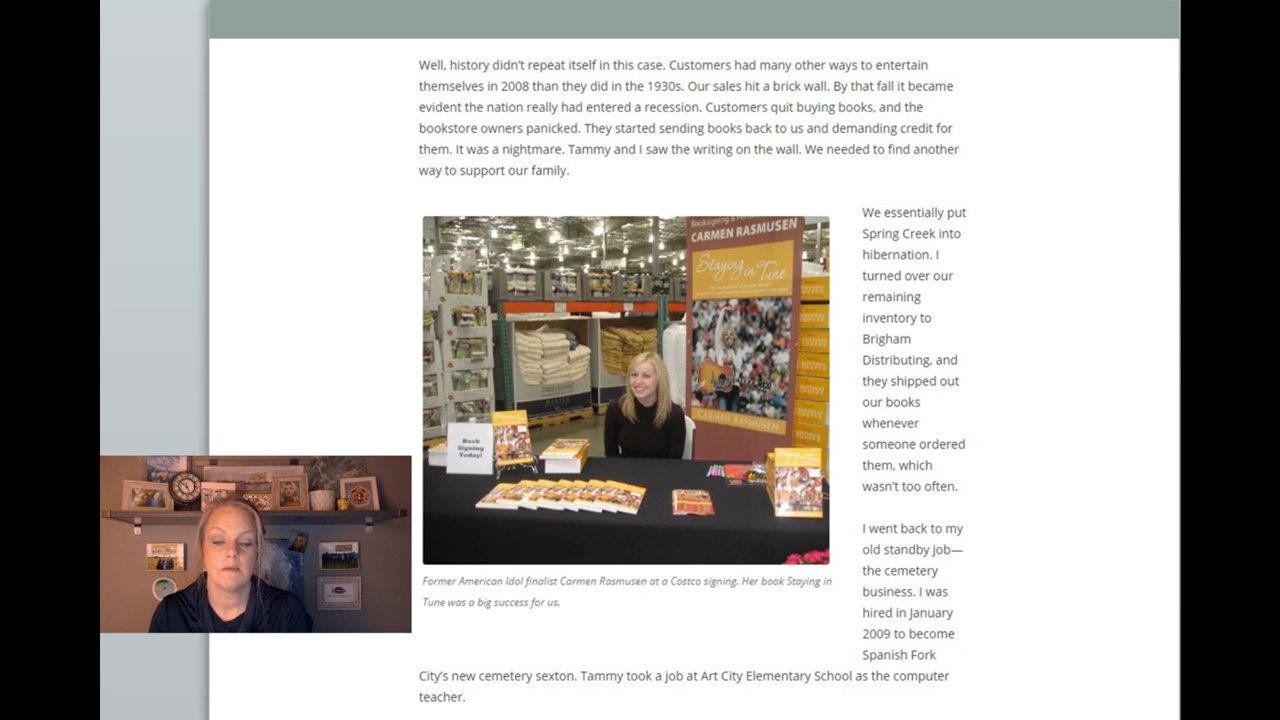 Well, history didn't repeat itself in this case. Customers had many other ways to entertain
themselves in 2008 than they did in the 1930s. Our sales hit a brick wall. By that fall it became
evident the nation really had entered a recession. Customers quit buying books, and the
bookstore owners panicked. They started sending books back to us and demanding credit for
them. It was a nightmare. Tammy and I saw the writing on the wall. We needed to find another
way to support our family.
Booksigning &
CARMEN RASMUSEN
Staying
in Tune
CARMEN RASMUSEN
Book
Signing
Today!
Former American Idol finalist Carmen Rasmusen at a Costco signing. Her book Staying in
Tune was a big success for us.
We essentially put
Spring Creek into
hibernation. I
turned over our
remaining
inventory to
Brigham
Distributing, and
they shipped out
our books
whenever
someone ordered
them, which
wasn't too often.
I went back to my
old standby job—
the cemetery
business. I was
hired in January
2009 to become
Spanish Fork
City's new cemetery sexton. Tammy took a job at Art City Elementary School as the computer
teacher.